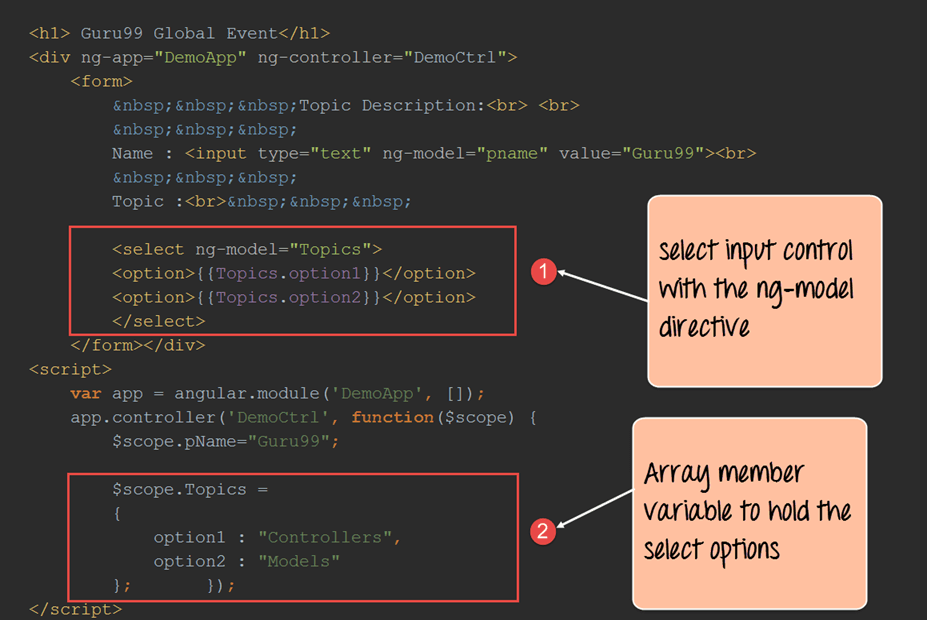 <h1> Guru99 Global Event</h1>
<div ng-app="DemoApp" ng-controller="DemoCtrl">
<form>
&nbsp;&nbsp;&nbsp;Topic Description:<br> <br>
&nbsp;&nbsp;&nbsp;
Name : <input type="text" ng-model="pname" value="Guru99"><br>
&nbsp;&nbsp;&nbsp;
Topic :<br>&nbsp;&nbsp;&nbsp;
<select ng-model="Topics">
<option>{{Topics.option1}}</option>
<option>{{Topics.option2}}</option>
</select>
</form></div>
<script>
var app = angular.module('DemoApp', []);
app.controller('DemoCtrl', function($scope) {
$scope.pName="Guru99";
$scope.Topics =
{
option1 : "Controllers",
option2 : "Models"
}; });
</script>
1
select input control
with the ng-model
directive
2
Array member
variable to hold the
select options